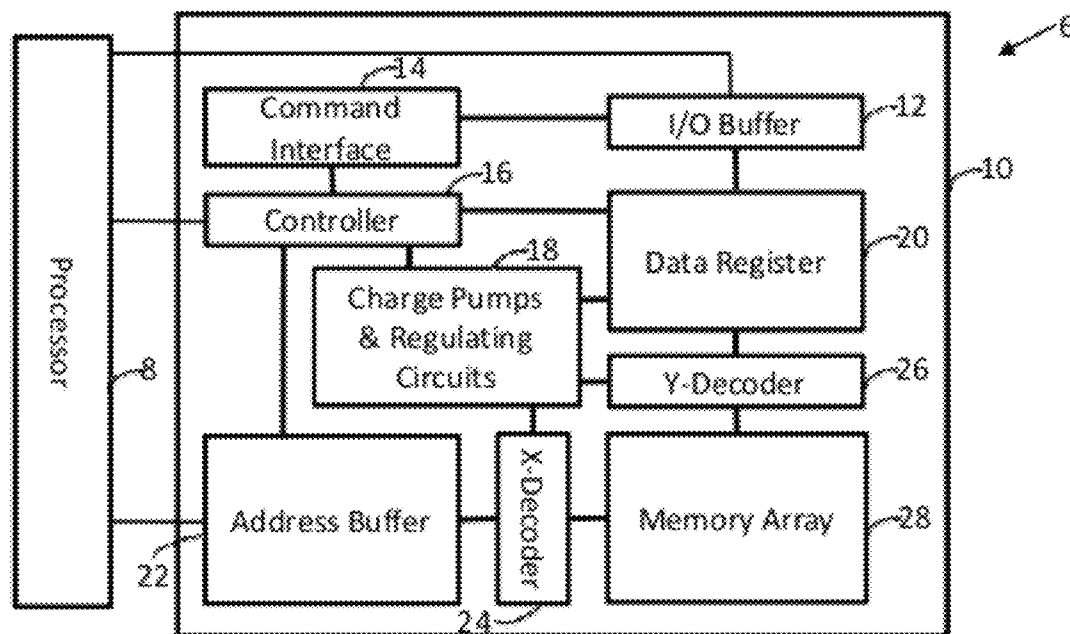 6
14
Command
Interface
I/O Buffer
12
10
16
Controller
18
Data Register
20
Processor
8
Charge Pumps
& Regulating
Circuits
Y-Decoder
26
Address Buffer
22
X-Decoder
24
Memory Array
28